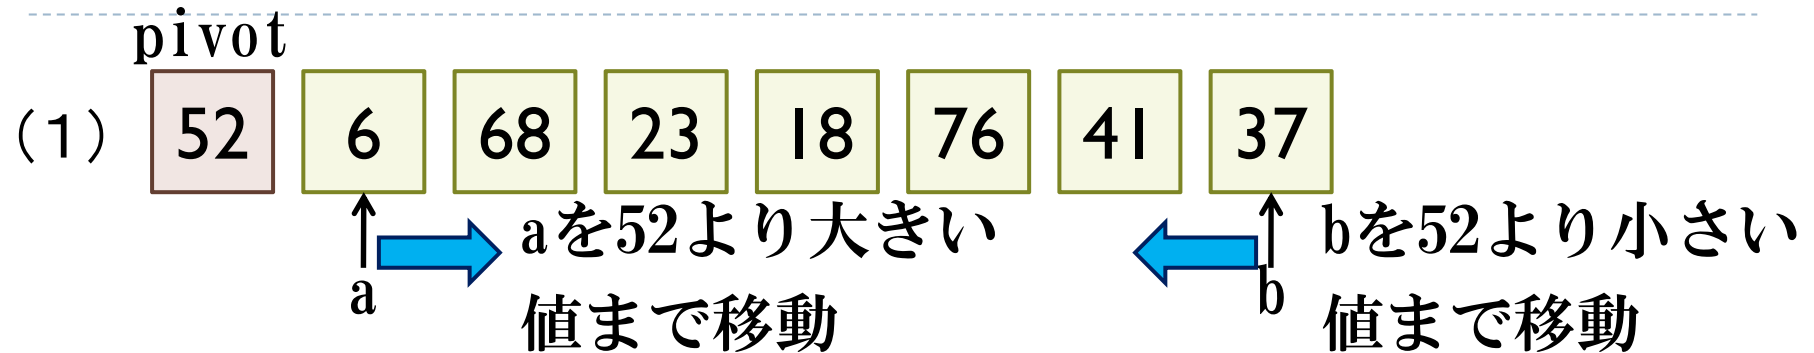 pivot
（1） 52 6 68 23 18 76 41 37
aを52より大きい
値まで移動
a
bを52より小さい
値まで移動
b